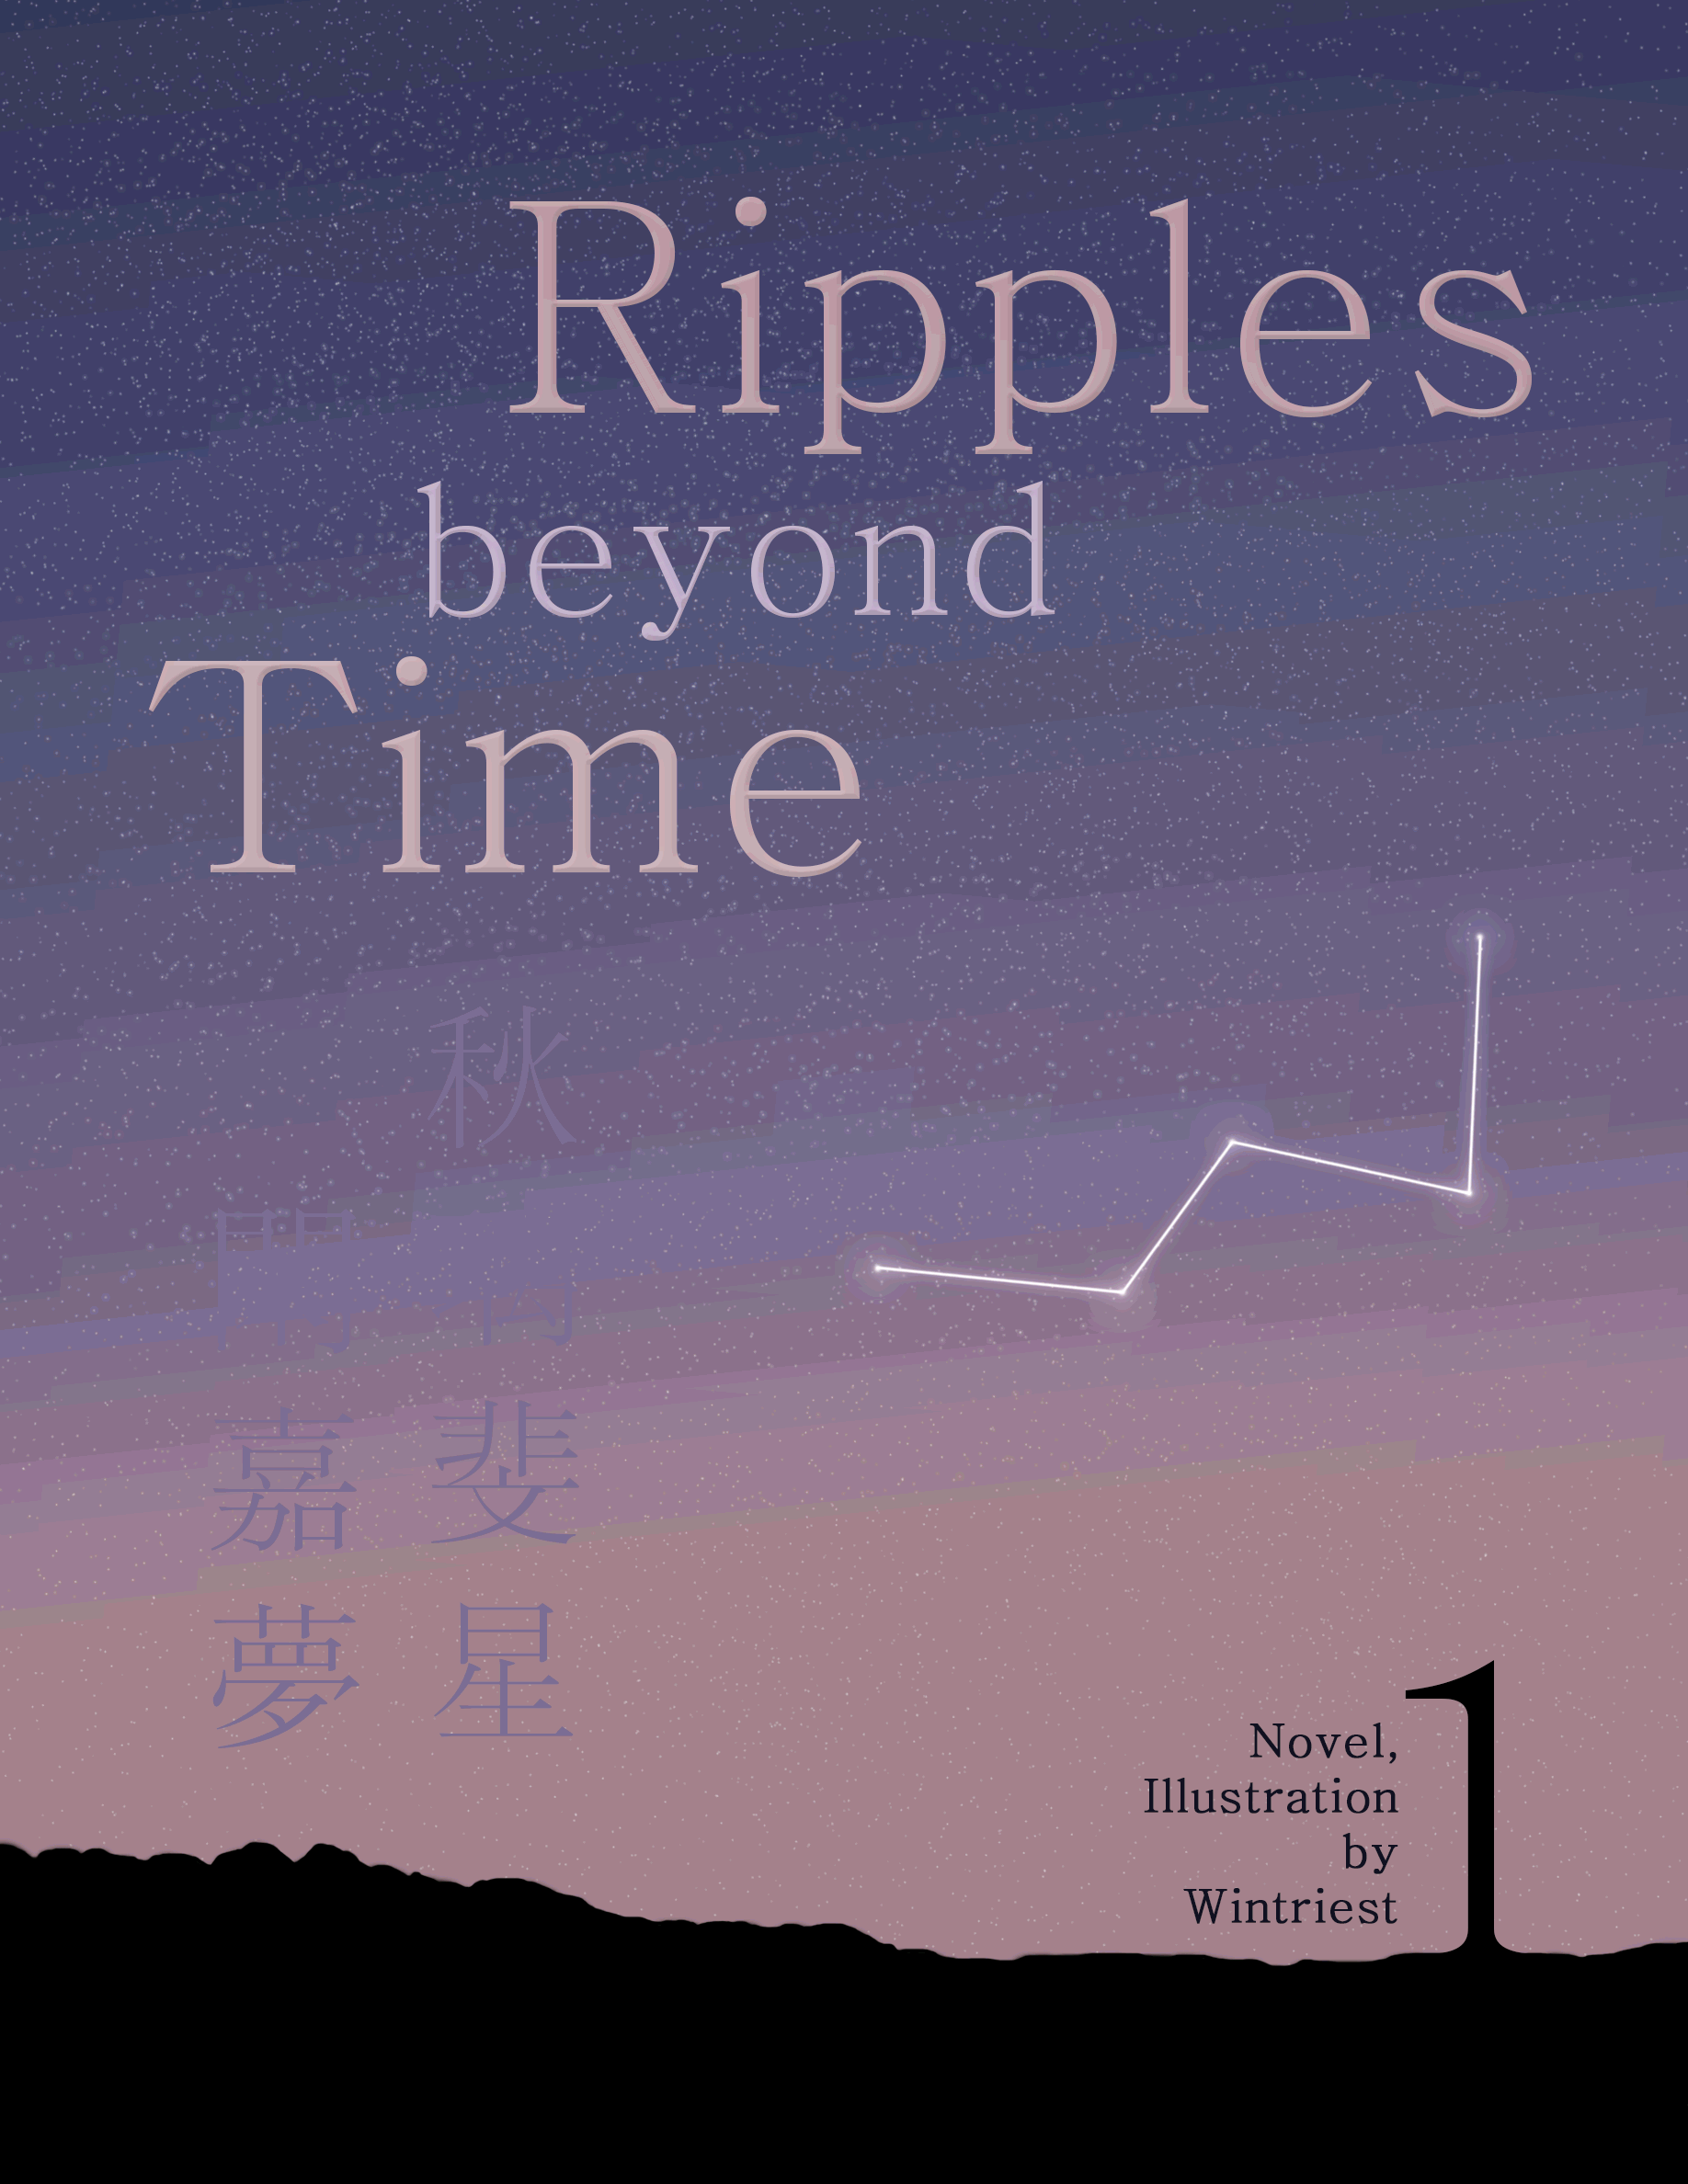 Ripples
beyond
Time
秋 斐星
嘉夢
1
Novel,
Illustration
by
Wintriest